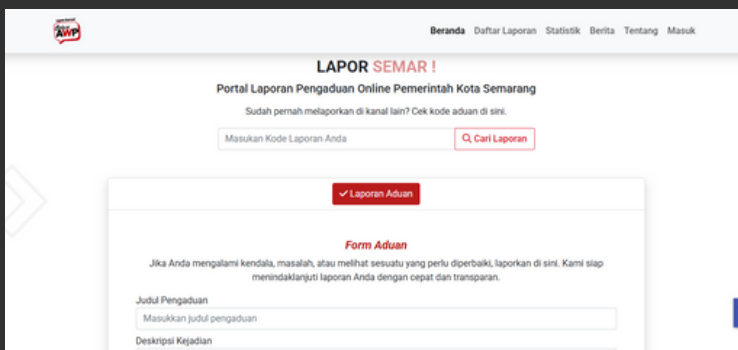 AWP
Beranda Daftar Laporan Statistik Berita Tentang Masuk
LAPOR SEMAR !
Portal Laporan Pengaduan Online Pemerintah Kota Semarang
Sudah pernah melaporkan di kanal lain? Cek kode aduan di sini.
Masukan Kode Laporan Anda
Cari Laporan
Laporan Aduan
Form Aduan
Jika Anda mengalami kendala, masalah, atau melihat sesuatu yang perlu diperbaiki, laporkan di sini. Kami siap
menindaklanjuti laporan Anda dengan cepat dan transparan.
Judul Pengaduan
Masukkan judul pengaduan
Deskripsi Kejadian